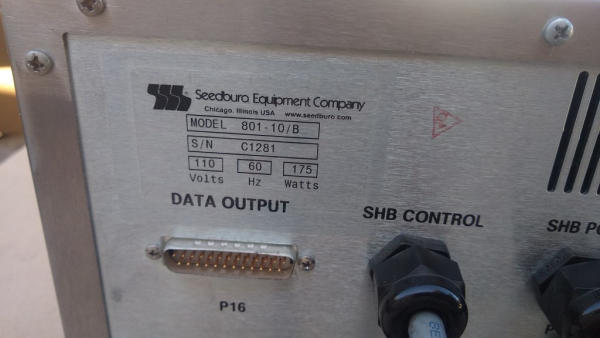 Seedburo Equipment Company
Chicago, Illinois USA www.seedburo.com
MODEL 801-10/B
S/N C1281
110 60 175
Volts Hz Watts
DATA OUTPUT
SHB CONTROL
SHB
P16